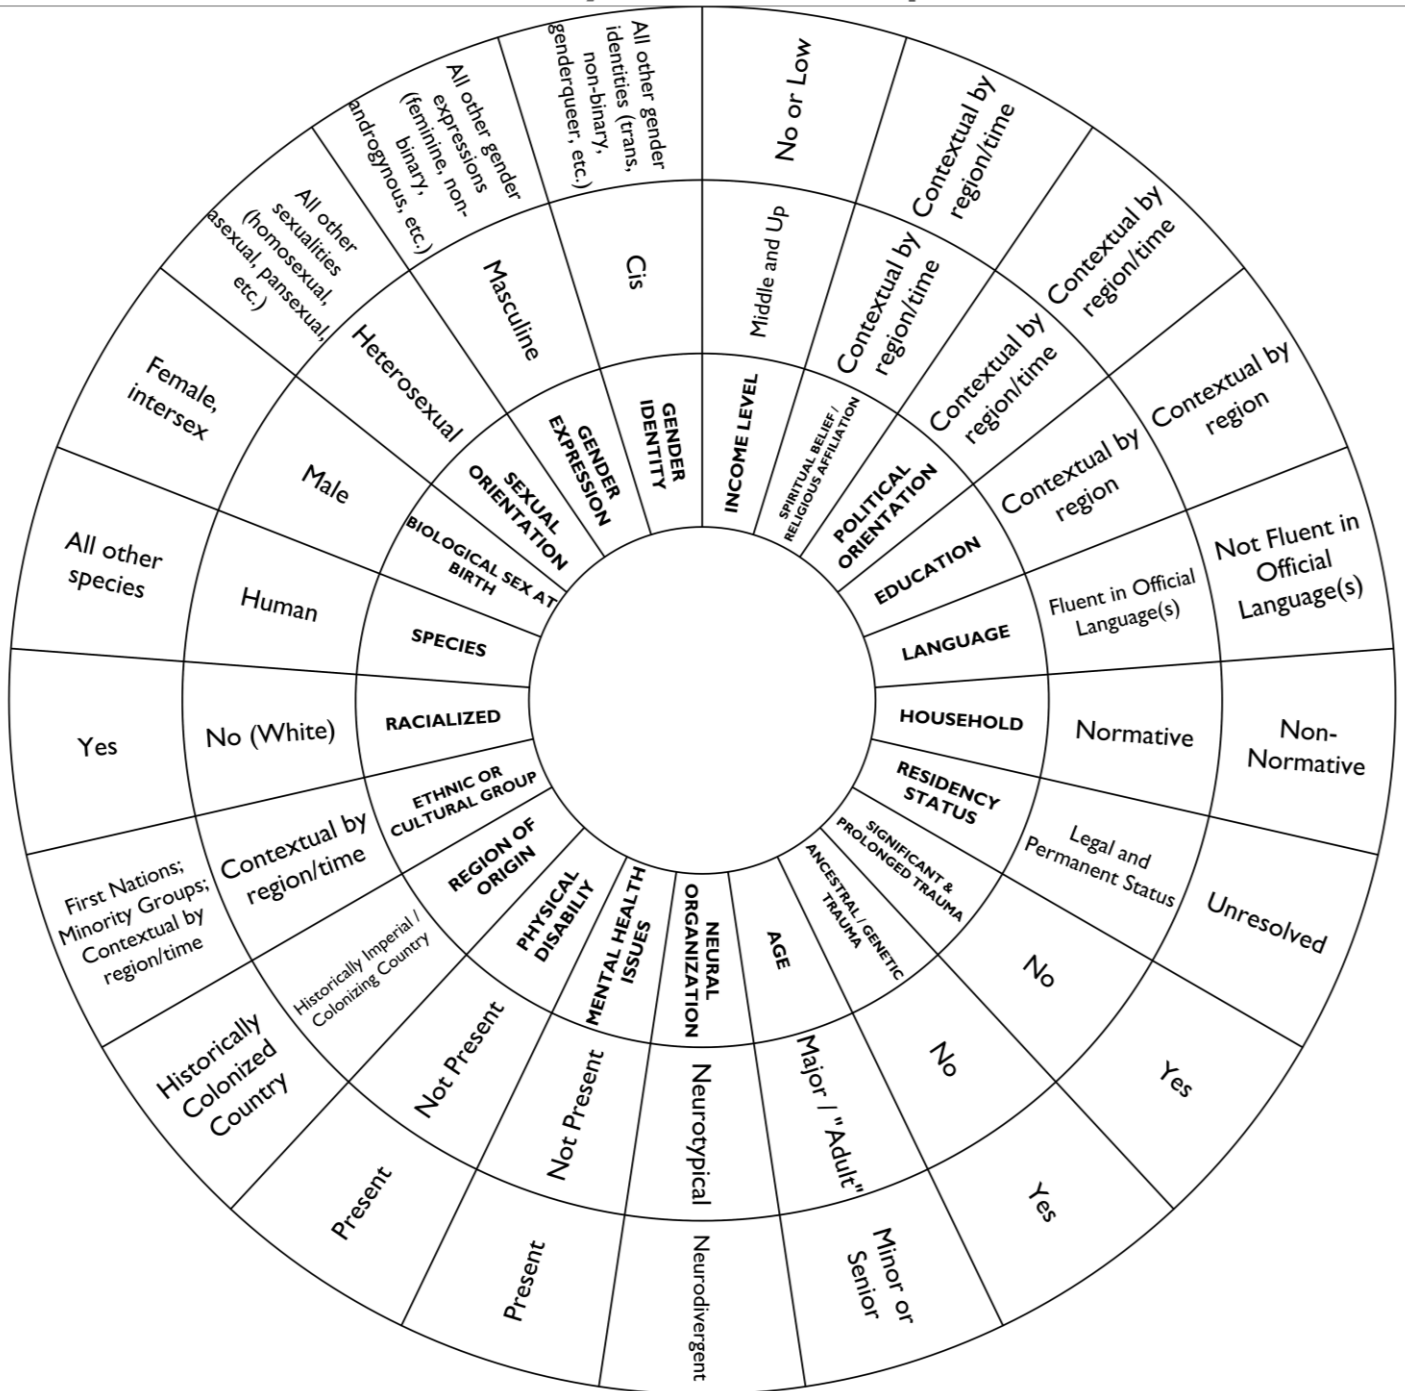 No or Low
Middle and Up
INCOME LEVEL
Contextual by
region/time
Contextual by
region/time
SPIRITUAL BELIEF /
RELIGIOUS AFFILIATION
Contextual by
region/time
Contextual by
region/time
POLITICAL
ORIENTATION
Contextual by
region
Contextual by
region
EDUCATION
Not Fluent in
Official
Language(s)
Fluent in Official
Language(s)
LANGUAGE
Non-
Normative
Normative
HOUSEHOLD
Unresolved
Legal and
Permanent Status
RESIDENCY
STATUS
Yes
No
SIGNIFICANT &
PROLONGED TRAUMA
Yes
No
ANCESTRAL / GENETIC
TRAUMA
Minor or
Senior
Major / "Adult"
AGE
Neurodivergent
Neurotypical
NEURAL
ORGANIZATION
Present
Not Present
MENTAL HEALTH
ISSUES
Present
Not Present
PHYSICAL
DISABILIY
Historically
Colonized
Country
Historically Imperial /
Colonizing Country
REGION OF
ORIGIN
First Nations;
Minority Groups;
Contextual by
region/time
Contextual by
region/time
ETHNIC OR
CULTURAL GROUP
Yes
No (White)
RACIALIZED
All other
species
Human
SPECIES
Female,
intersex
Male
BIOLOGICAL SEX AT
BIRTH
All other
sexualities
(homosexual,
asexual, pansexual,
etc.)
Heterosexual
SEXUAL
ORIENTATION
All other gender
expressions
(feminine, non-
binary,
androgynous, etc.)
Masculine
GENDER
EXPRESSION
All other gender
identities (trans,
non-binary,
genderqueer, etc.)
Cis
GENDER
IDENTITY